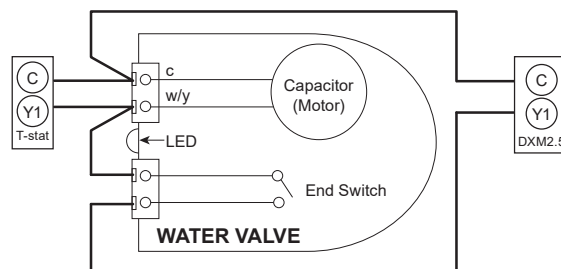 C
Y1
T-stat
c
w/y
LED
Capacitor
(Motor)
End Switch
WATER VALVE
C
Y1
DXM2.5